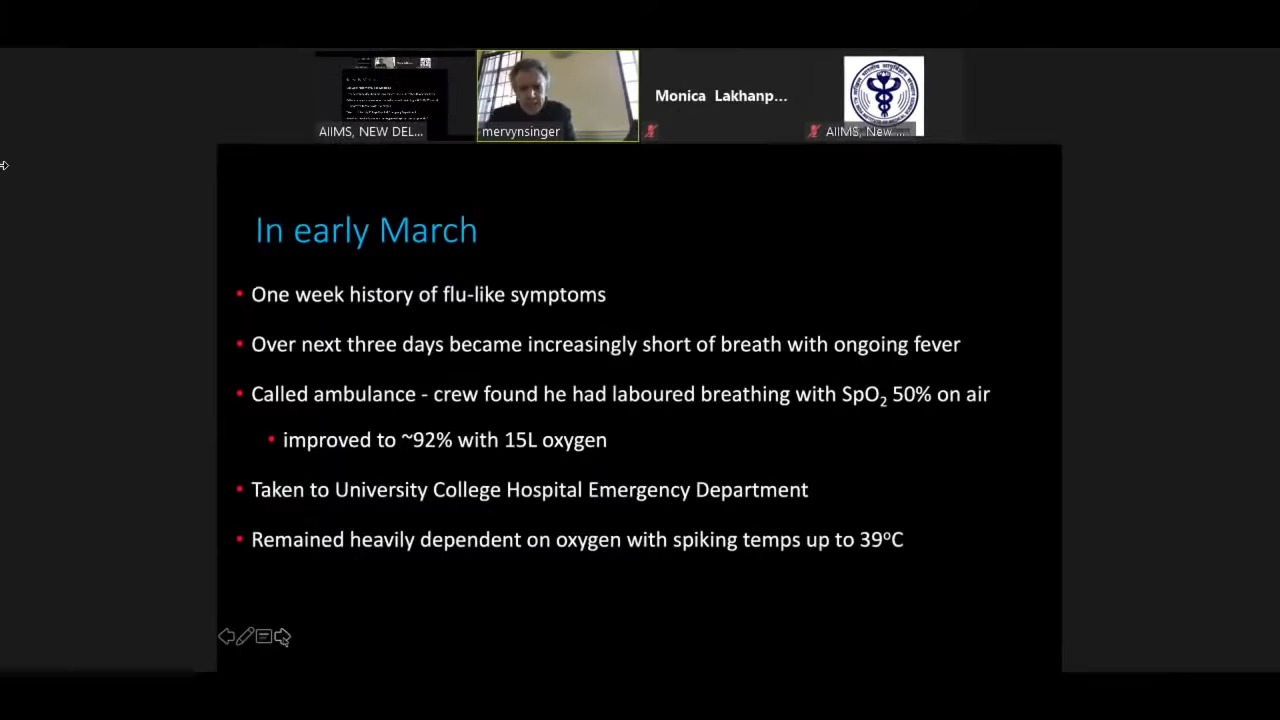 AIIMS, NEW DEL...
mervynsinger
Monica Lakhanp...
AIIMS, New ...
In early March
• One week history of flu-like symptoms
• Over next three days became increasingly short of breath with ongoing fever
• Called ambulance - crew found he had laboured breathing with SpO₂ 50% on air
• improved to ~92% with 15L oxygen
• Taken to University College Hospital Emergency Department
• Remained heavily dependent on oxygen with spiking temps up to 39ºC